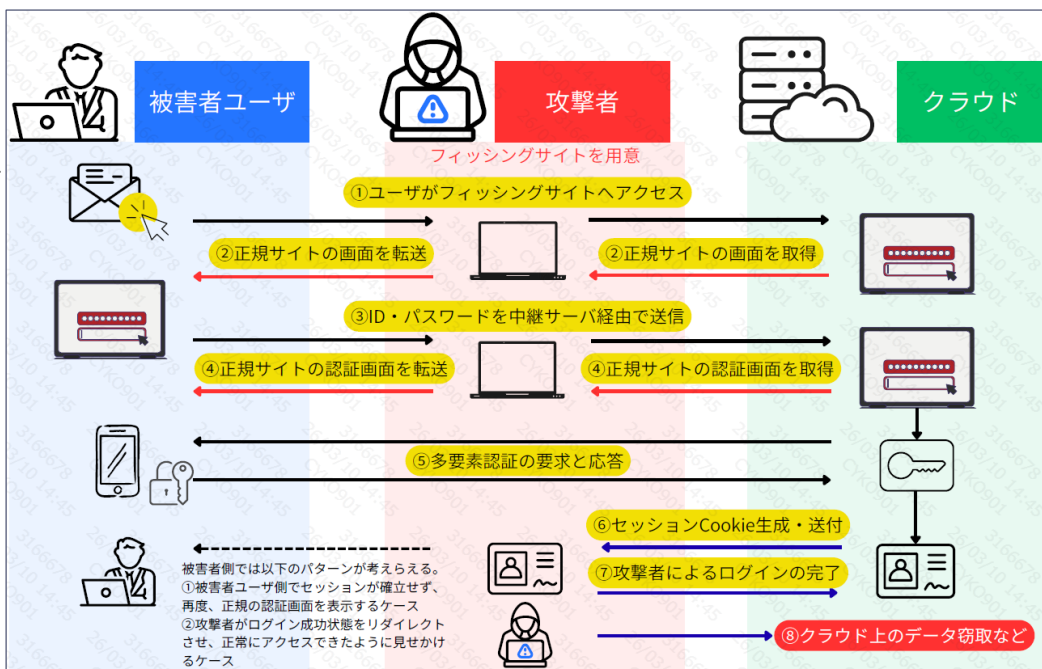 被害者ユーザ
攻撃者
クラウド
フィッシングサイトを用意
①ユーザがフィッシングサイトへアクセス
②正規サイトの画面を転送
②正規サイトの画面を取得
③ID・パスワードを中継サーバ経由で送信
④正規サイトの認証画面を転送
④正規サイトの認証画面を取得
⑤多要素認証の要求と応答
⑥セッションCookie生成・送付
⑦攻撃者によるログインの完了
被害者側では以下のパターンが考えらえる。
①被害者ユーザ側でセッションが確立せず、
再度、正規の認証画面を表示するケース
②攻撃者がログイン成功状態をリダイレクト
させ、正常にアクセスできたように見せかけ
るケース
⑧クラウド上のデータ窃取など
3166678
CYKO901
26/03/10 14:45